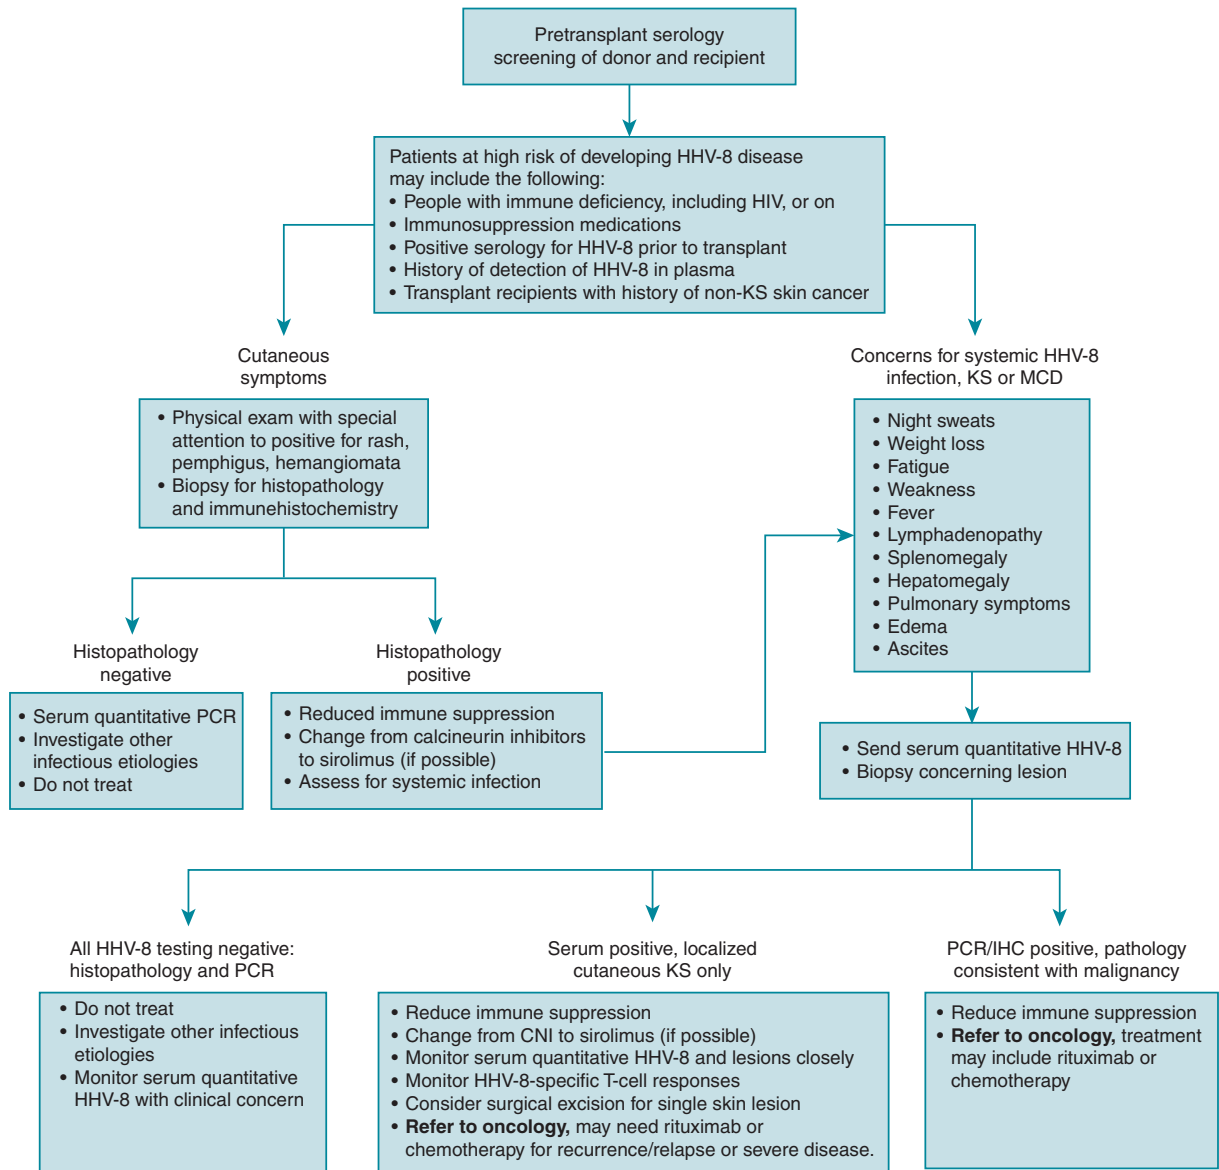 Pretransplant serology
screening of donor and recipient
Patients at high risk of developing HHV-8 disease
may include the following:
• People with immune deficiency, including HIV, or on
• Immunosuppression medications
• Positive serology for HHV-8 prior to transplant
• History of detection of HHV-8 in plasma
• Transplant recipients with history of non-KS skin cancer
Cutaneous
symptoms
• Physical exam with special
attention to positive for rash,
pemphigus, hemangiomata
• Biopsy for histopathology
and immunehistochemistry
Concerns for systemic HHV-8
infection, KS or MCD
• Night sweats
• Weight loss
• Fatigue
• Weakness
• Fever
• Lymphadenopathy
• Splenomegaly
• Hepatomegaly
• Pulmonary symptoms
• Edema
• Ascites
Histopathology
negative
• Serum quantitative PCR
• Investigate other
infectious etiologies
• Do not treat
Histopathology
positive
• Reduced immune suppression
• Change from calcineurin inhibitors
to sirolimus (if possible)
• Assess for systemic infection
• Send serum quantitative HHV-8
• Biopsy concerning lesion
All HHV-8 testing negative:
histopathology and PCR
• Do not treat
• Investigate other infectious
etiologies
• Monitor serum quantitative
HHV-8 with clinical concern
Serum positive, localized
cutaneous KS only
• Reduce immune suppression
• Change from CNI to sirolimus (if possible)
• Monitor serum quantitative HHV-8 and lesions closely
• Monitor HHV-8-specific T-cell responses
• Consider surgical excision for single skin lesion
• Refer to oncology, may need rituximab or
chemotherapy for recurrence/relapse or severe disease.
PCR/IHC positive, pathology
consistent with malignancy
• Reduce immune suppression
• Refer to oncology, treatment
may include rituximab or
chemotherapy